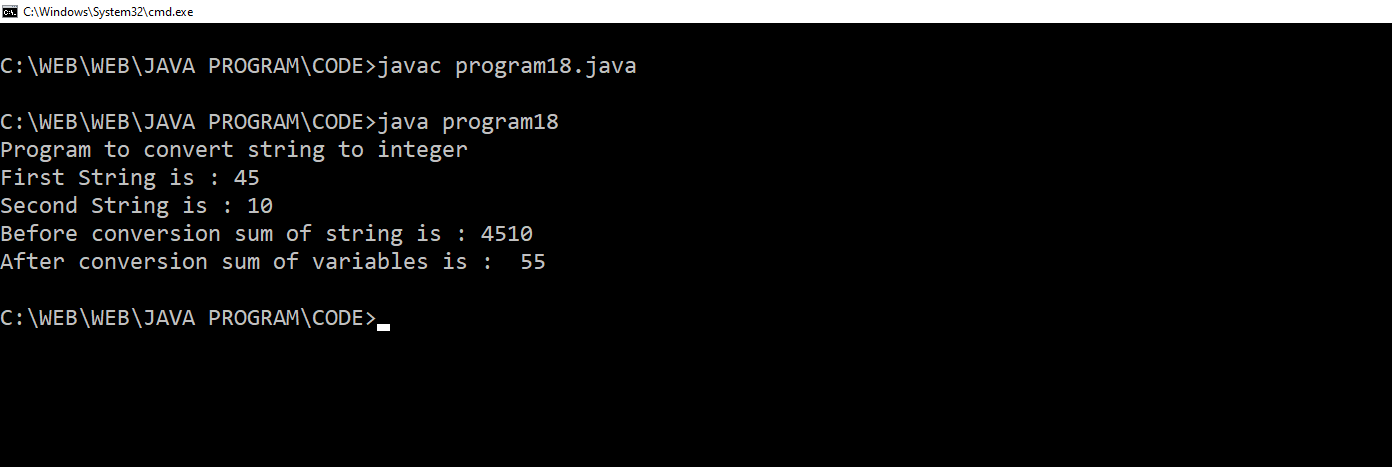 C:\Windows\System32\cmd.exe
C:\WEB\WEB\JAVA PROGRAM\CODE>javac program18.java
C:\WEB\WEB\JAVA PROGRAM\CODE>java program18
Program to convert string to integer
First String is : 45
Second String is : 10
Before conversion sum of string is : 4510
After conversion sum of variables is :  55
C:\WEB\WEB\JAVA PROGRAM\CODE>